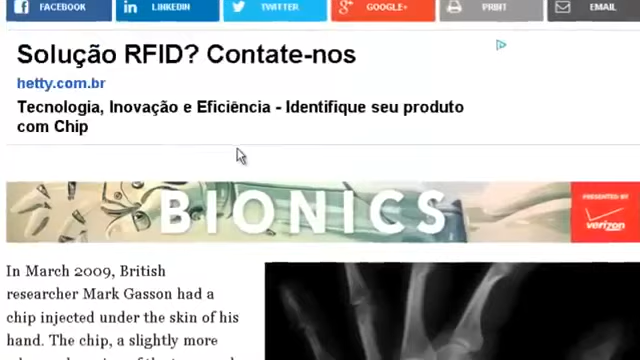 FACEBOOK
LINKEDIN
TWITTER
GOOGLE+
PRINT
EMAIL
Solução RFID? Contate-nos
hetty.com.br
Tecnologia, Inovação e Eficiência - Identifique seu produto
com Chip
BIONICS
PRESENTED BY
verizon
In March 2009, British
researcher Mark Gasson had a
chip injected under the skin of his
hand. The chip, a slightly more